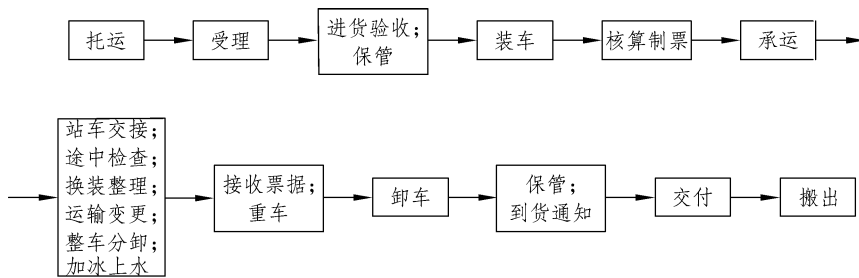 托运
受理
进货验收；
保管
装车
核算制票
承运
站车交接；
途中检查；
换装整理；
运输变更；
整车分卸；
加冰上水
接收票据；
重车
卸车
保管；
到货通知
交付
搬出